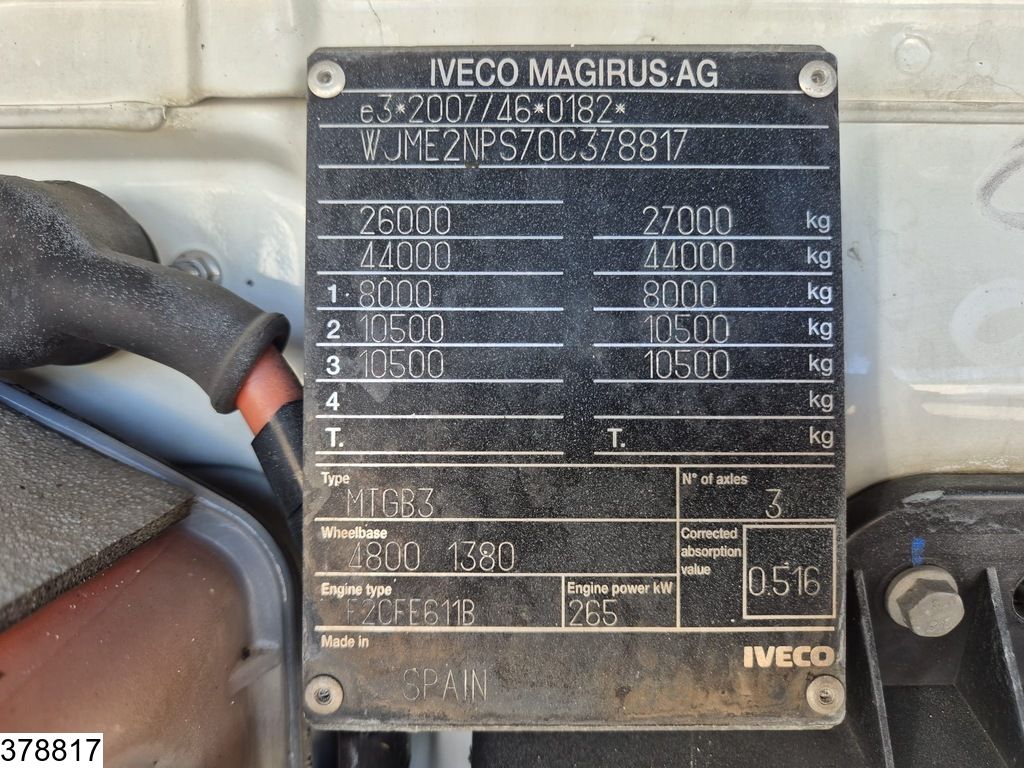 IVECO MAGIRUS AG
e3*2007/46*0182*
WJME2NPS70C378817
26000 27000 kg
44000 44000 kg
1 8000 8000 kg
2 10500 10500 kg
3 10500 10500 kg
4 kg
T. T. kg
Type N° of axles
MTGB3 3
Wheelbase Corrected absorption value
4800 1380 0.516
Engine type Engine power kW
F2CFE611B 265
Made in IVECO
SPAIN
378817